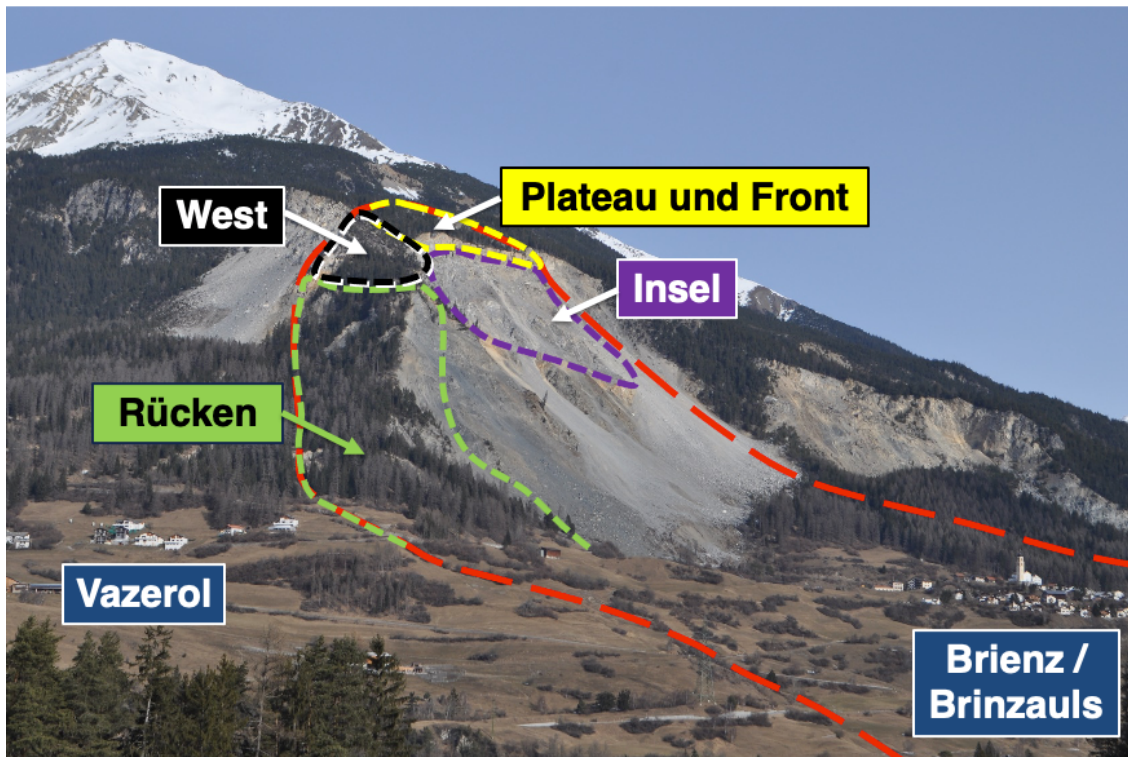 West
Plateau und Front
Insel
Rücken
Vazerol
Brienz /
Brinzauls